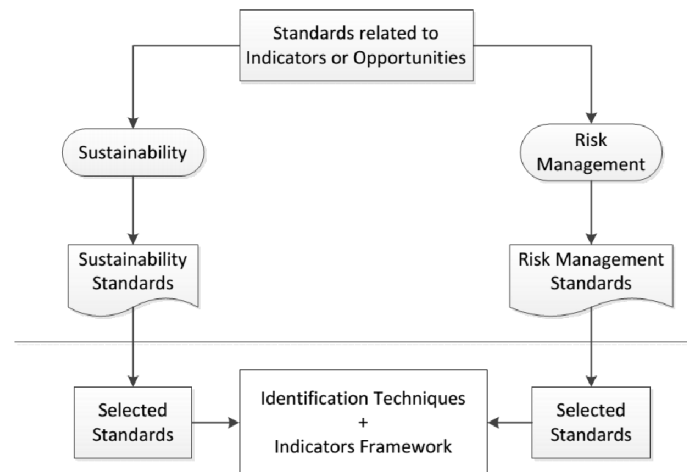 Standards related to
Indicators or Opportunities
Sustainability
Risk
Management
Sustainability
Standards
Risk Management
Standards
Selected
Standards
Identification Techniques
+
Indicators Framework
Selected
Standards